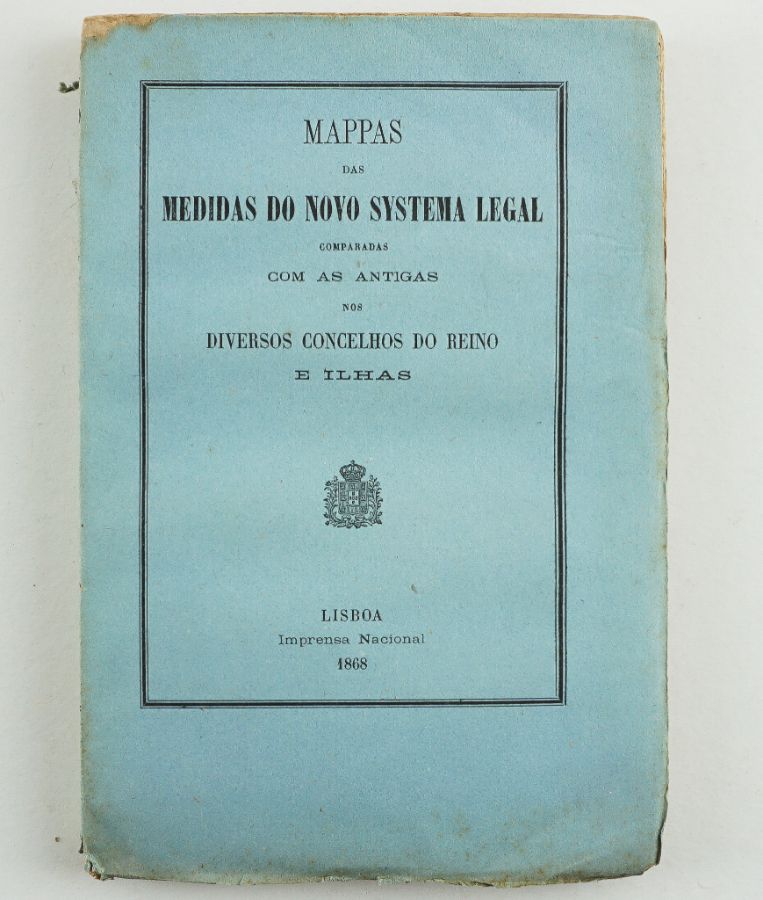 MAPPAS
DAS
MEDIDAS DO NOVO SYSTEMA LEGAL
COMPARADAS
COM AS ANTIGAS
NOS
DIVERSOS CONCELHOS DO REINO
E ILHAS
LISBOA
Imprensa Nacional
1868